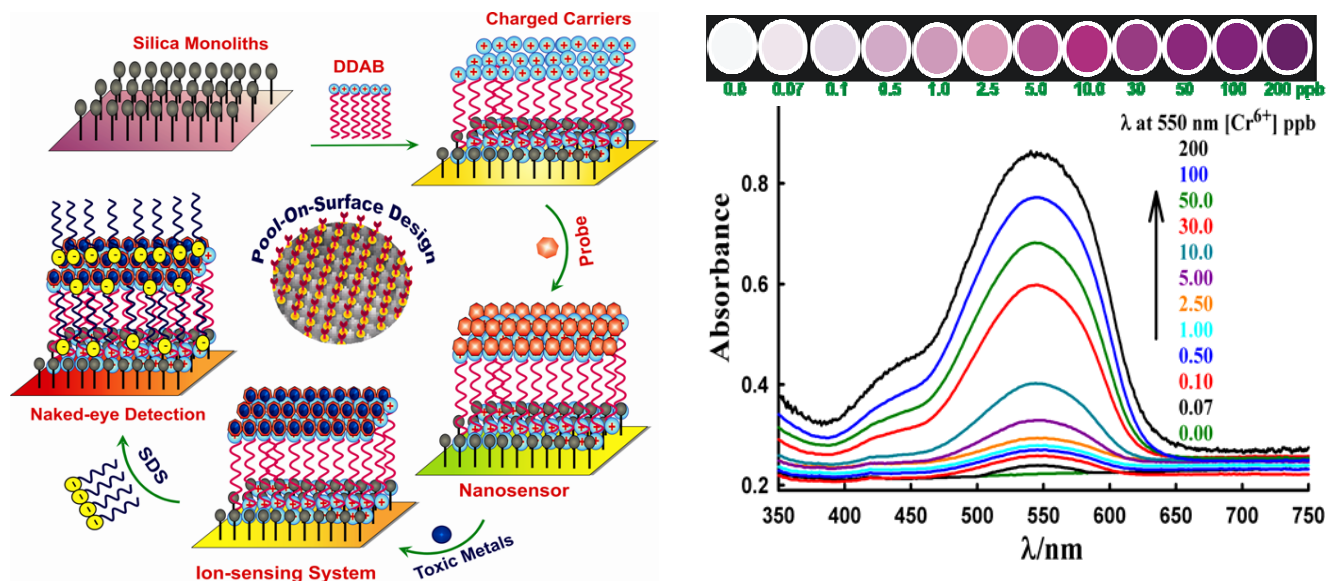 Silica Monoliths
DDAB
Charged Carriers
Pool-On-Surface Design
Probe
Naked-eye Detection
SDS
Nanosensor
Toxic Metals
Ion-sensing System
0.0 0.07 0.1 0.5 1.0 2.5 5.0 10.0 30 50 100 200 ppb
λ at 550 nm [Cr⁶⁺] ppb
200
100
50.0
30.0
10.0
5.00
2.50
1.00
0.50
0.10
0.07
0.00
Absorbance
0.8
0.6
0.4
0.2
350 400 450 500 550 600 650 700 750
λ/nm